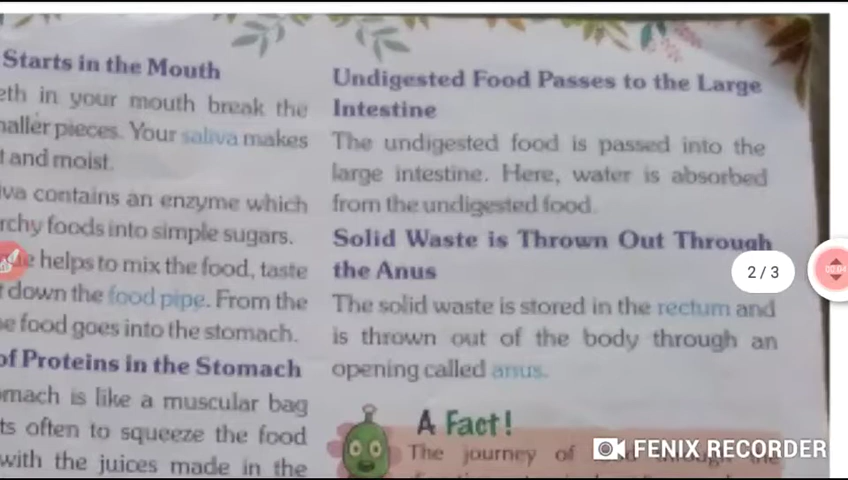 Starts in the Mouth
eth in your mouth break the
naller pieces. Your saliva makes
t and moist.
iva contains an enzyme which
rchy foods into simple sugars.
helps to mix the food, taste
t down the food pipe. From the
e food goes into the stomach.
of Proteins in the Stomach
omach is like a muscular bag
ts often to squeeze the food
with the juices made in the
Undigested Food Passes to the Large
Intestine
The undigested food is passed into the
large intestine. Here, water is absorbed
from the undigested food.
Solid Waste is Thrown Out Through
the Anus
The solid waste is stored in the rectum and
is thrown out of the body through an
opening called anus.
A Fact!
The journey of
2 / 3
FENIX RECORDER